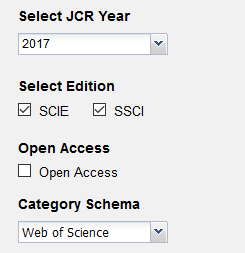 Select JCR Year
2017
Select Edition
SCIE SSCI
Open Access
Open Access
Category Schema
Web of Science